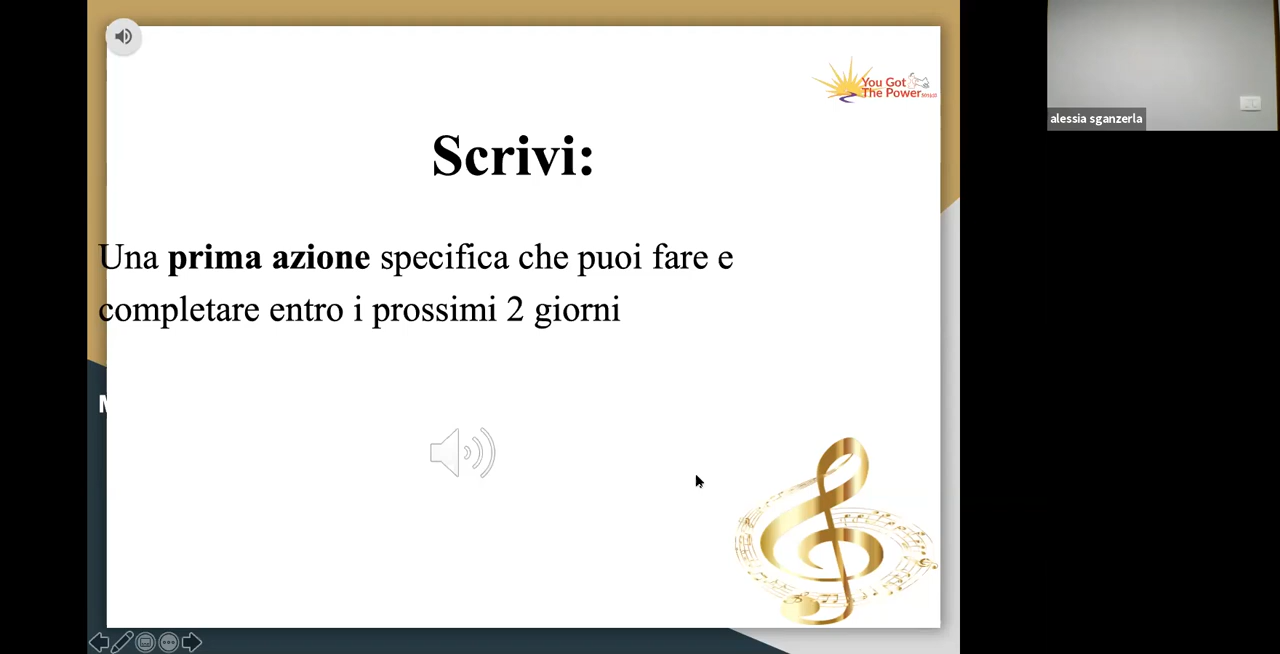 You Got
The Power
Scrivi:
Una prima azione specifica che puoi fare e
completare entro i prossimi 2 giorni
alessia sganzerla